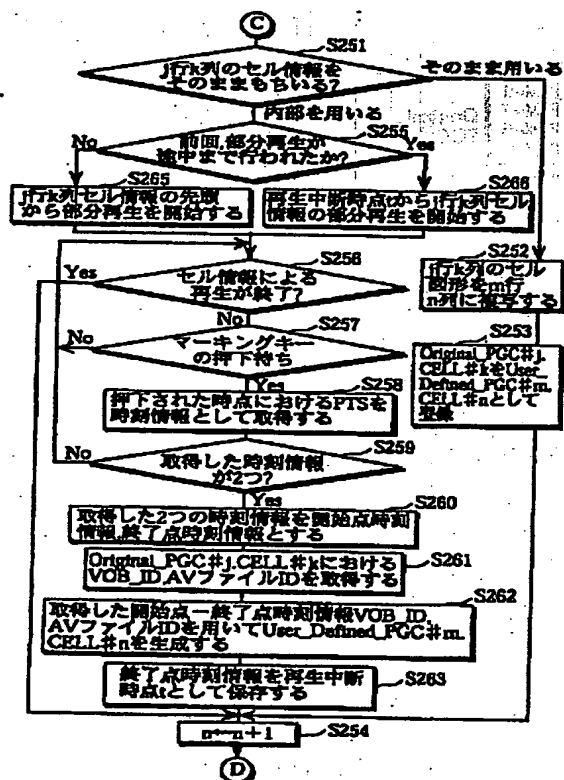 C
S251
j行k列のセル情報を
そのままもちいる?
そのまま用いる
内部を用いる
S255
No
前回,部分再生が
途中まで行われたか?
Yes
S265
j行k列セル情報の先頭
から部分再生を開始する
S266
再生中断時点tからj行k列セル
情報の部分再生を開始する
S256
Yes
セル情報による
再生が終了?
S252
j行k列のセル
図形をm行
n列に複写する
No
S257
No
マーキングキー
の押下待ち
S253
Original_PGC#j.
CELL#kをUser_
Defined_PGC#m.
CELL#nとして
登録
Yes
S258
押下された時点におけるPTSを
時刻情報として取得する
S259
No
取得した時刻情報
が2つ?
Yes
S260
取得した2つの時刻情報を開始点時刻
情報,終了点時刻情報とする
S261
Original_PGC#j.CELL#kにおける
VOB_ID,AVファイルIDを取得する
S262
取得した開始点ー終了点時刻情報VOB_ID,
AVファイルIDを用いてUser_Defined_PGC#m.
CELL#nを生成する
S263
終了点時刻情報を再生中断
時点tとして保存する
S254
n←n+1
D